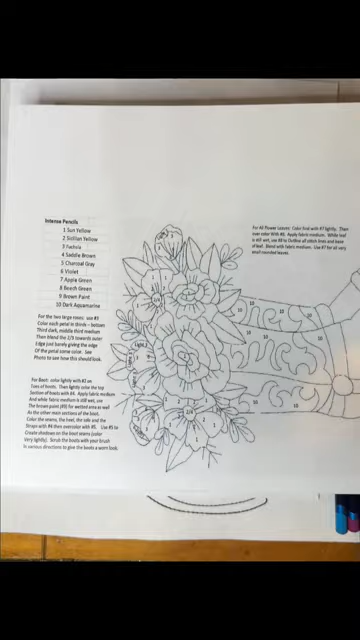 Intense Pencils
1 Sun Yellow
2 Sicilian Yellow
3 Fuchsia
4 Saddle Brown
5 Charcoal Gray
6 Violet
7 Apple Green
8 Beech Green
9 Brown Paint
10 Dark Aquamarine
For the two large roses: use #3
Color each petal in thirds – bottom
Third dark, middle third medium
Then blend the 2/3 towards outer
Edge just barely giving the edge
Of the petal some color. See
Photo to see how this should look.
For Boot: color lightly with #2 on
Toes of boots. Then lightly color the top
Section of boots with #4. Apply fabric medium
And while fabric medium is still wet, use
the brown paint (#9) for wetted area as well
As the other main sections of the boot.
Color the seams, the heel, the sole and the
Straps with #4 then overcolor with #5. Use #5 to
Create shadows on the boot seams (color
Very lightly). Scrub the boots with your brush
In various directions to give the boots a worn look.
For All Flower Leaves: Color first with #7 lightly. Then
over color With #8. Apply fabric medium. While leaf
is still wet, use #8 to Outline all stitch lines and base
of leaf. Blend with fabric medium. Use #7 for all very
small rounded leaves.